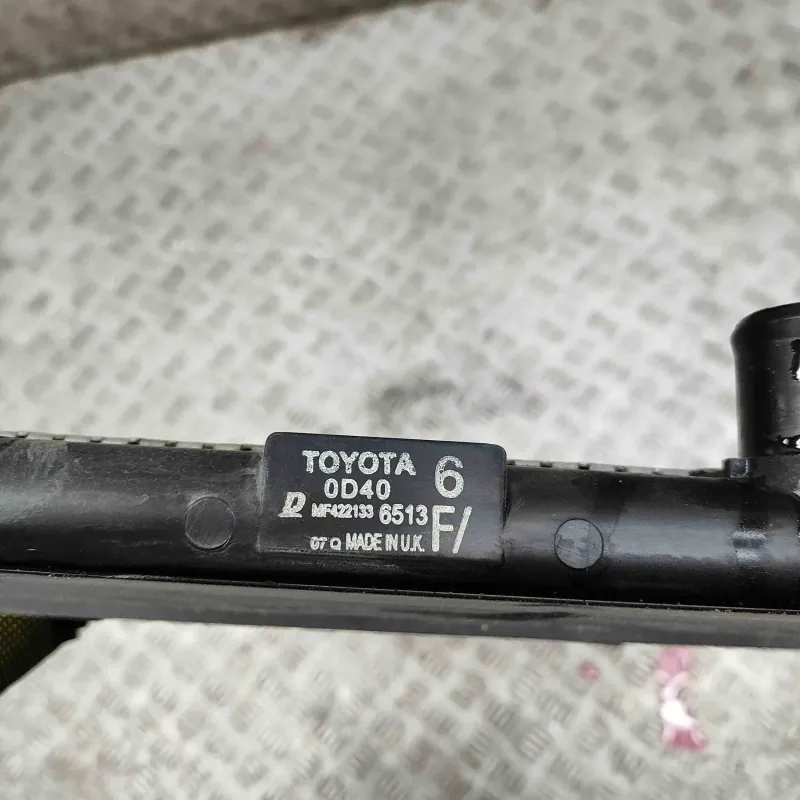 TOYOTA 6
0D40
D MF422133 6513 F/
07 Q MADE IN U.K.